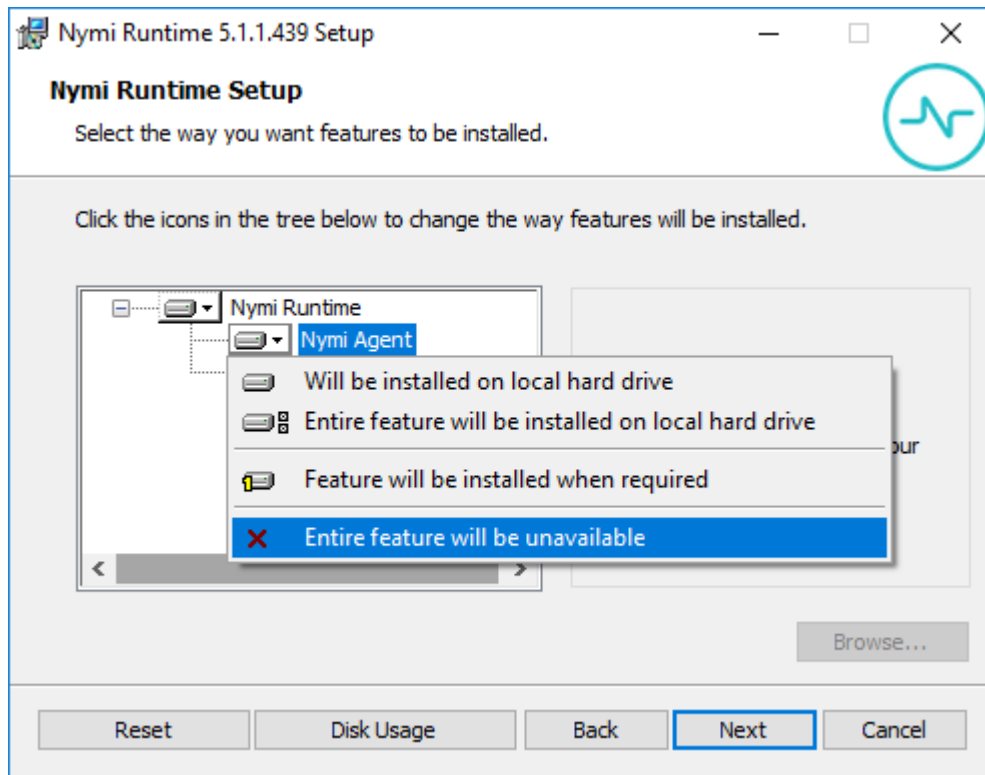 Nymi Runtime 5.1.1.439 Setup
Nymi Runtime Setup
Select the way you want features to be installed.
Click the icons in the tree below to change the way features will be installed.
Nymi Runtime
Nymi Agent
Will be installed on local hard drive
Entire feature will be installed on local hard drive
Feature will be installed when required
Entire feature will be unavailable
Browse...
Reset
Disk Usage
Back
Next
Cancel